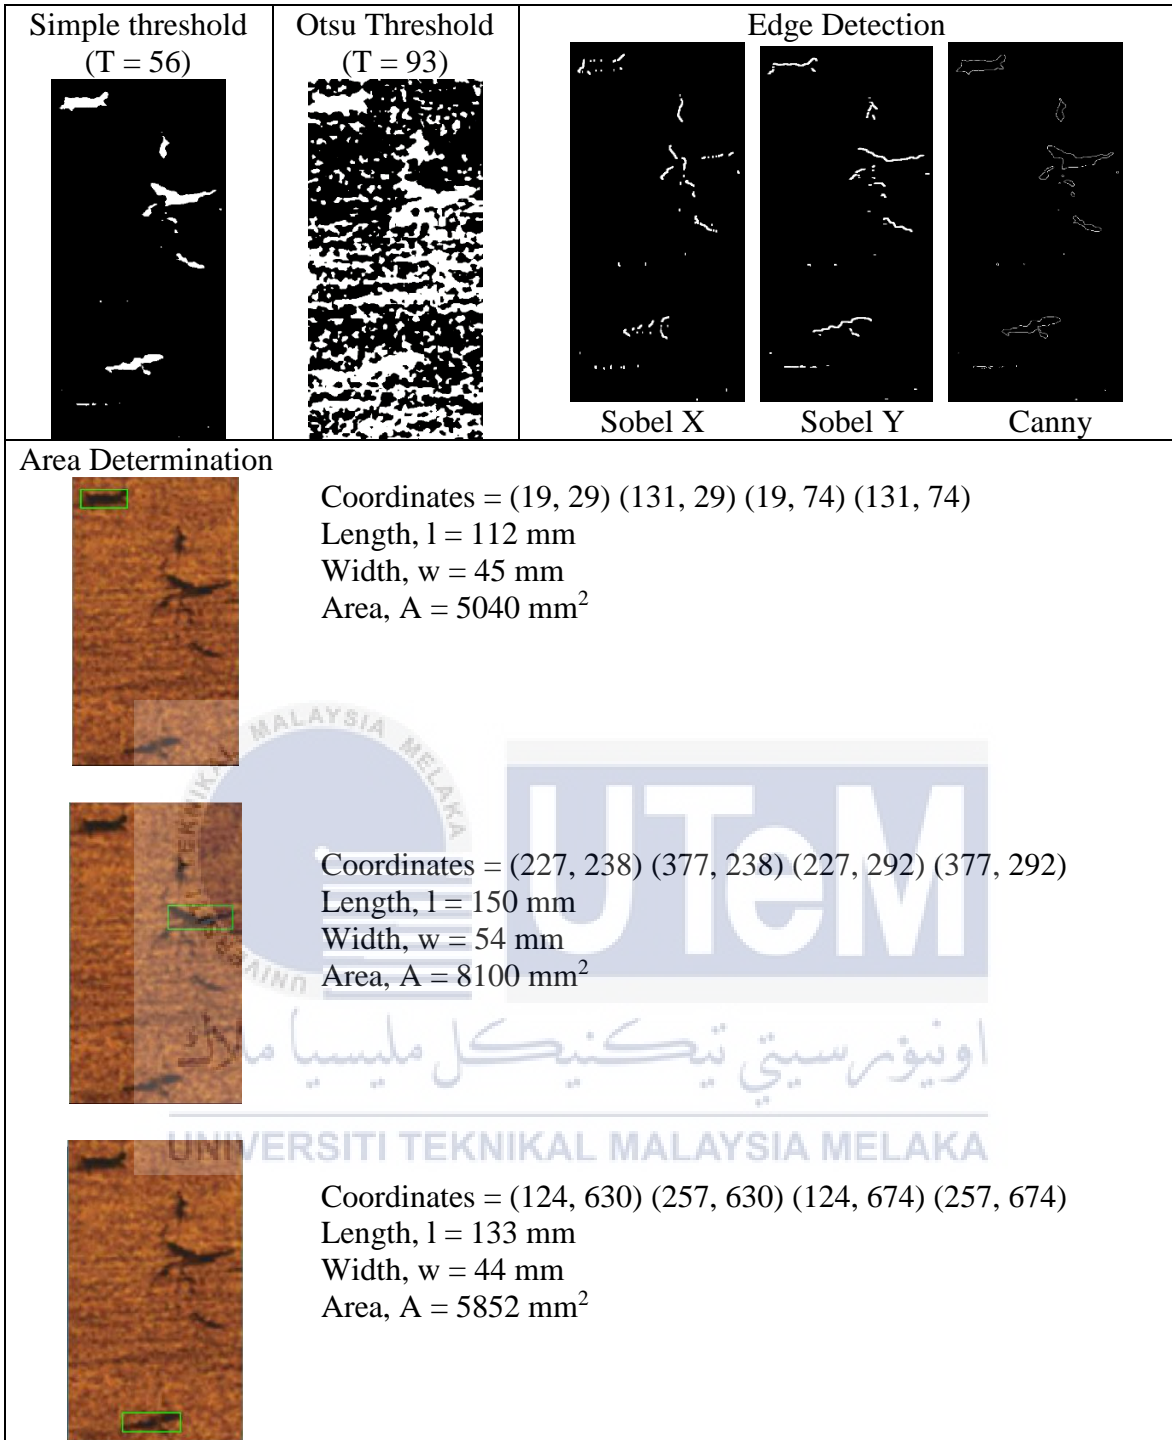 Simple threshold
(T = 56)
Otsu Threshold
(T = 93)
Edge Detection
Sobel X
Sobel Y
Canny
Area Determination
Coordinates = (19, 29) (131, 29) (19, 74) (131, 74)
Length, l = 112 mm
Width, w = 45 mm
Area, A = 5040 mm²
Coordinates = (227, 238) (377, 238) (227, 292) (377, 292)
Length, l = 150 mm
Width, w = 54 mm
Area, A = 8100 mm²
MALAYSIA MELAKA
UTeM
اونيۏرسيتي تيكنيكل مليسيا ملاك
UNIVERSITI TEKNIKAL MALAYSIA MELAKA
Coordinates = (124, 630) (257, 630) (124, 674) (257, 674)
Length, l = 133 mm
Width, w = 44 mm
Area, A = 5852 mm²